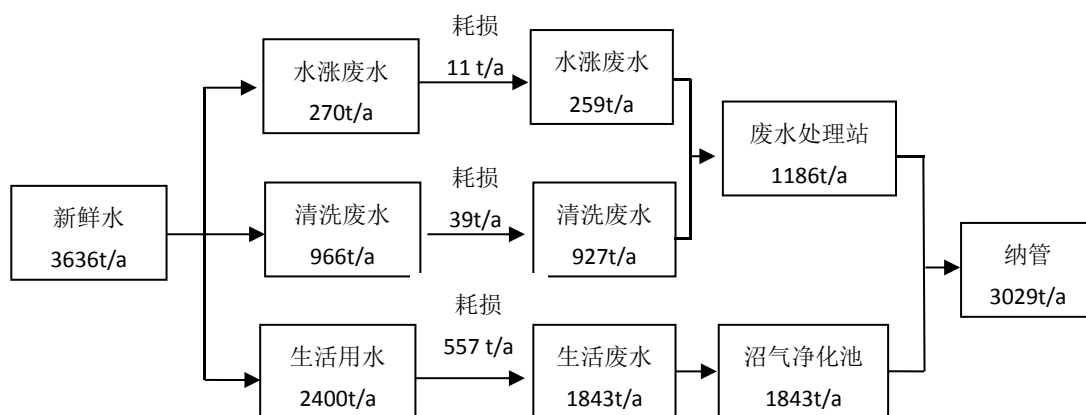 耗损
11 t/a
水涨废水
270t/a
水涨废水
259t/a
废水处理站
1186t/a
耗损
39t/a
新鲜水
3636t/a
清洗废水
966t/a
清洗废水
927t/a
纳管
3029t/a
耗损
557 t/a
生活用水
2400t/a
生活废水
1843t/a
沼气净化池
1843t/a